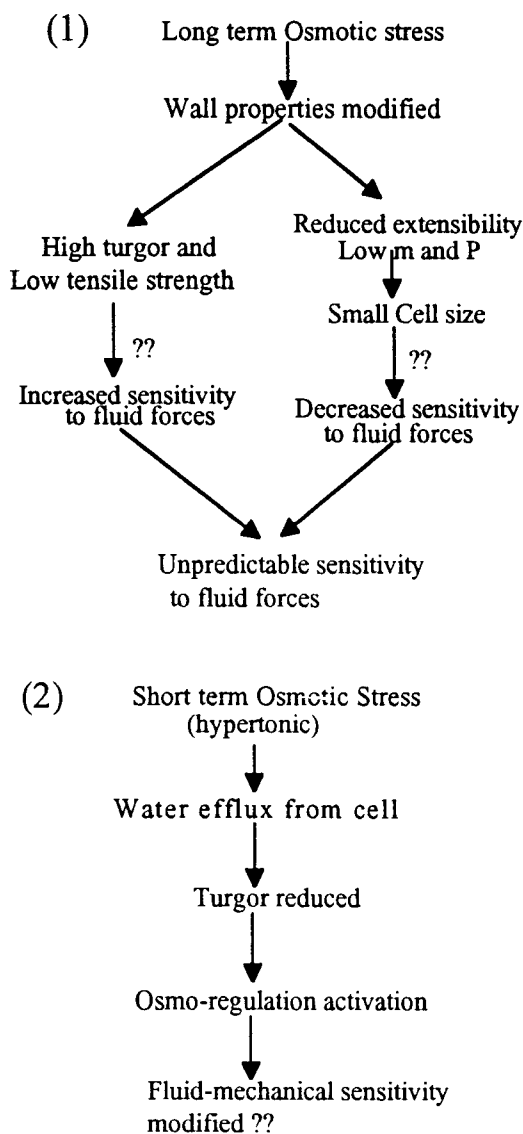 (1) Long term Osmotic stress
Wall properties modified
High turgor and
Low tensile strength
Reduced extensibility
Low m and P
Small Cell size
??
??
Increased sensitivity
to fluid forces
Decreased sensitivity
to fluid forces
Unpredictable sensitivity
to fluid forces
(2) Short term Osmotic Stress
(hypertonic)
Water efflux from cell
Turgor reduced
Osmo-regulation activation
Fluid-mechanical sensitivity
modified ??